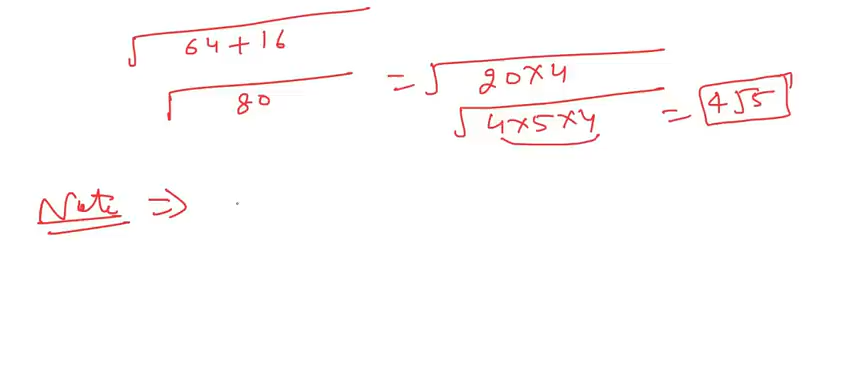 √64+16
√80 = √20×4
√4×5×4 = 4√5
Note ⇒